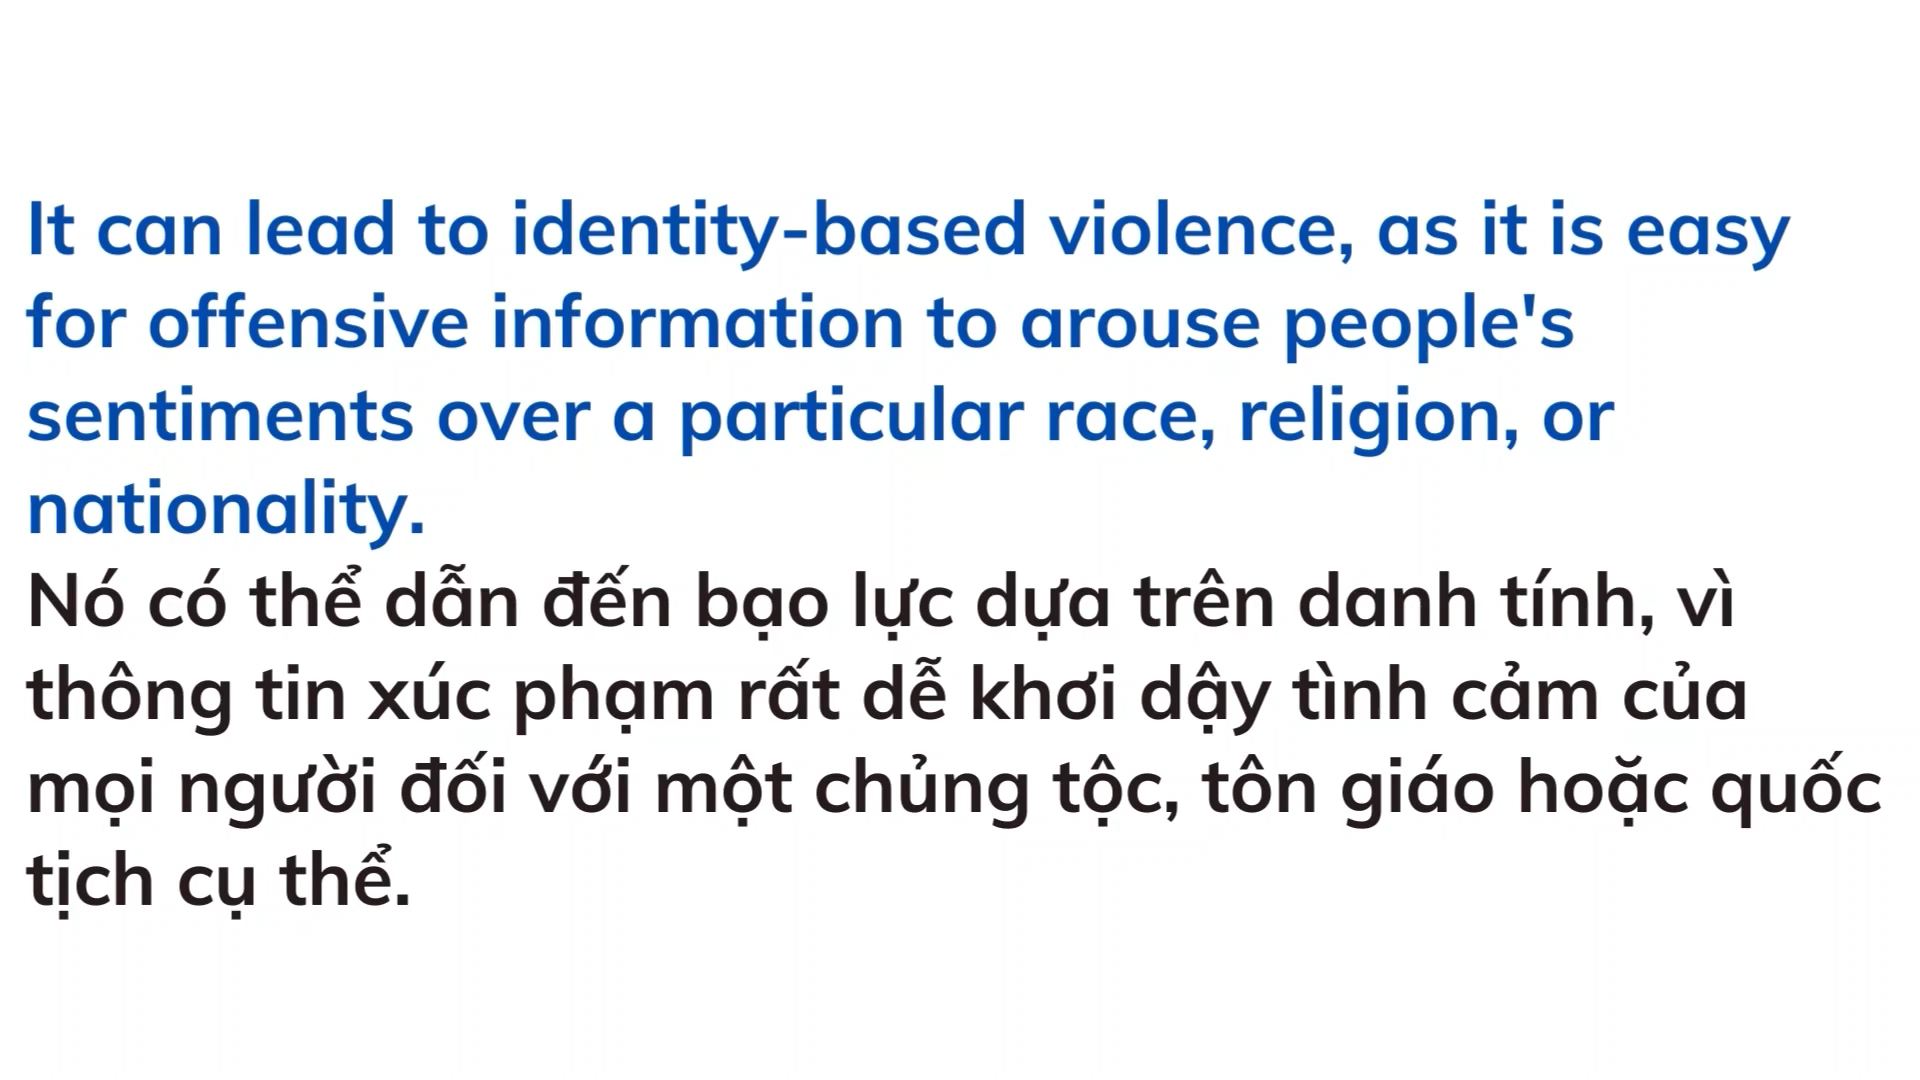 It can lead to identity-based violence, as it is easy
for offensive information to arouse people's
sentiments over a particular race, religion, or
nationality.
Nó có thể dẫn đến bạo lực dựa trên danh tính, vì
thông tin xúc phạm rất dễ khơi dậy tình cảm của
mọi người đối với một chủng tộc, tôn giáo hoặc quốc
tịch cụ thể.